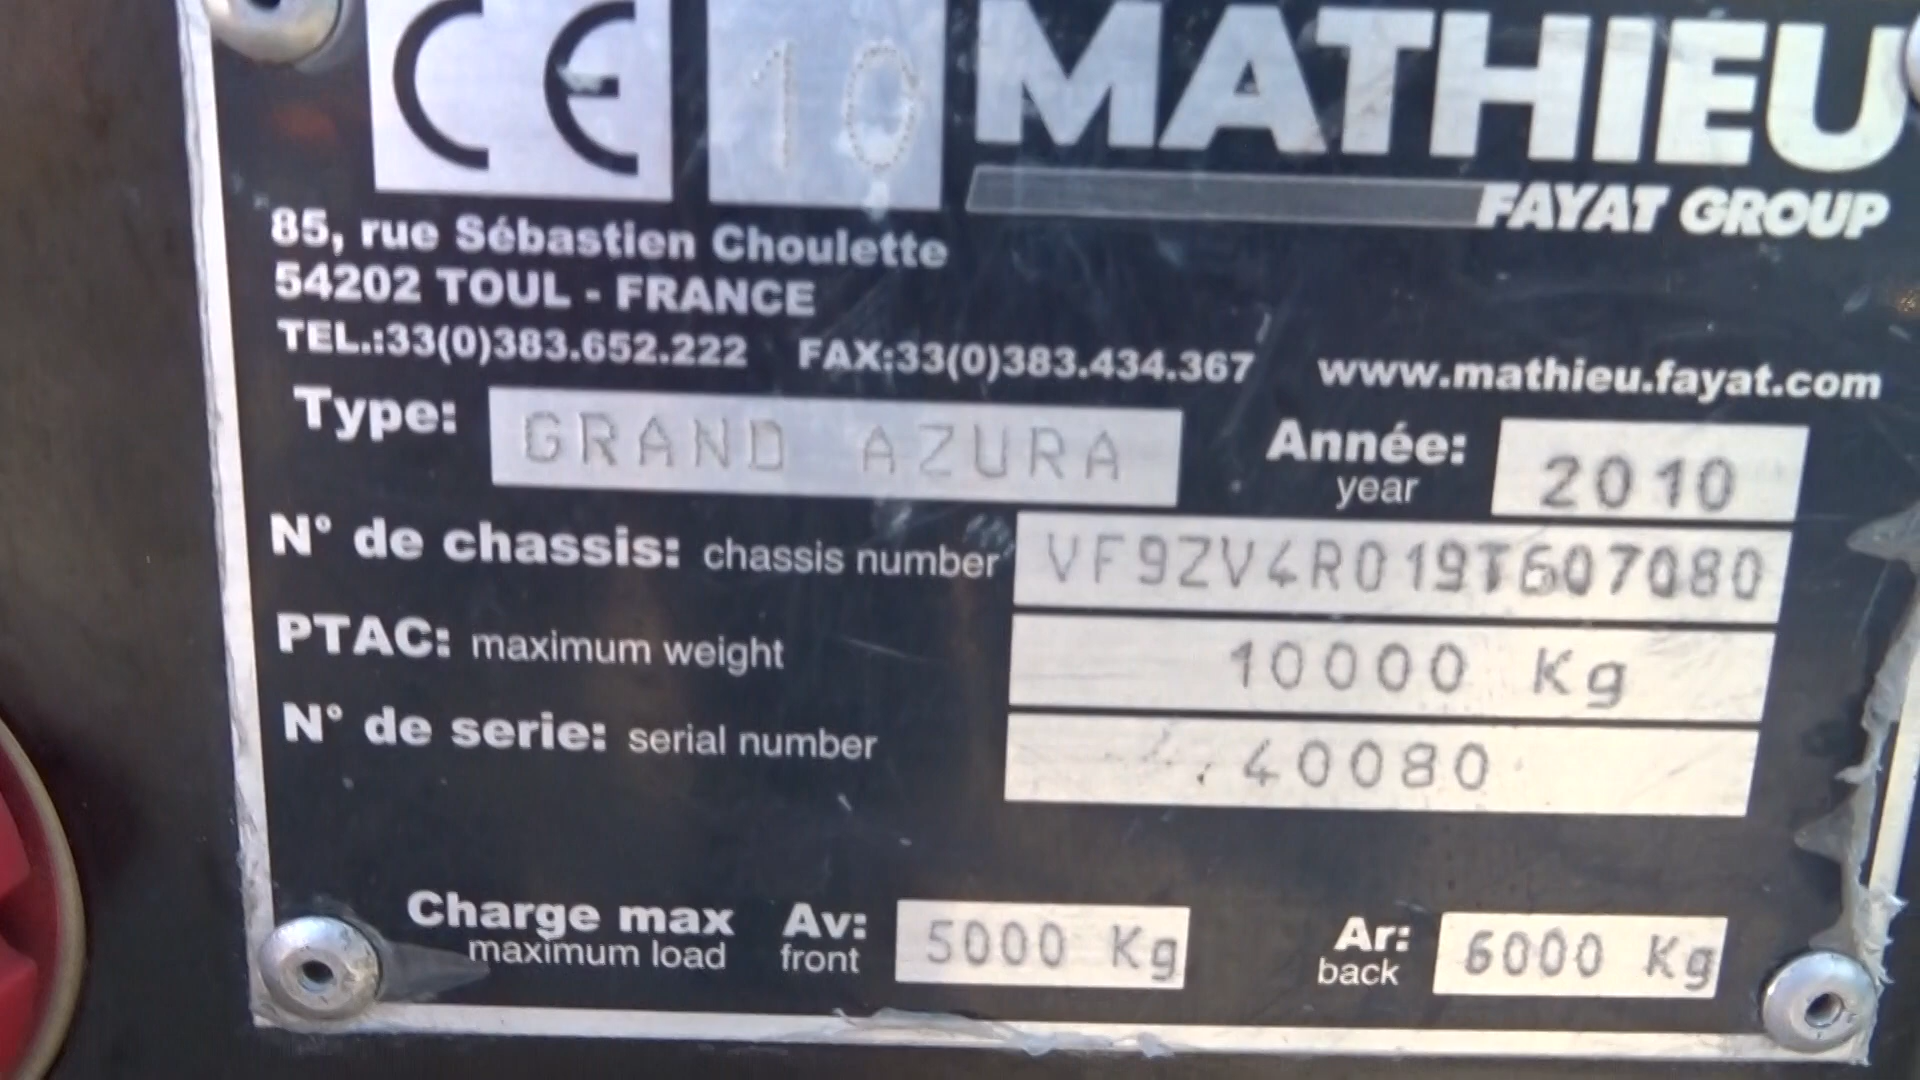 CE 10 MATHIEU
FAYAT GROUP
85, rue Sébastien Choulette
54202 TOUL - FRANCE
TEL.:33(0)383.652.222 FAX:33(0)383.434.367 www.mathieu.fayat.com
Type: GRAND AZURA Année: 2010
year
N° de chassis: chassis number VF9ZV4R019T607080
PTAC: maximum weight 10000 Kg
N° de serie: serial number 40080
Charge max Av: 5000 Kg Ar: 6000 Kg
maximum load front back